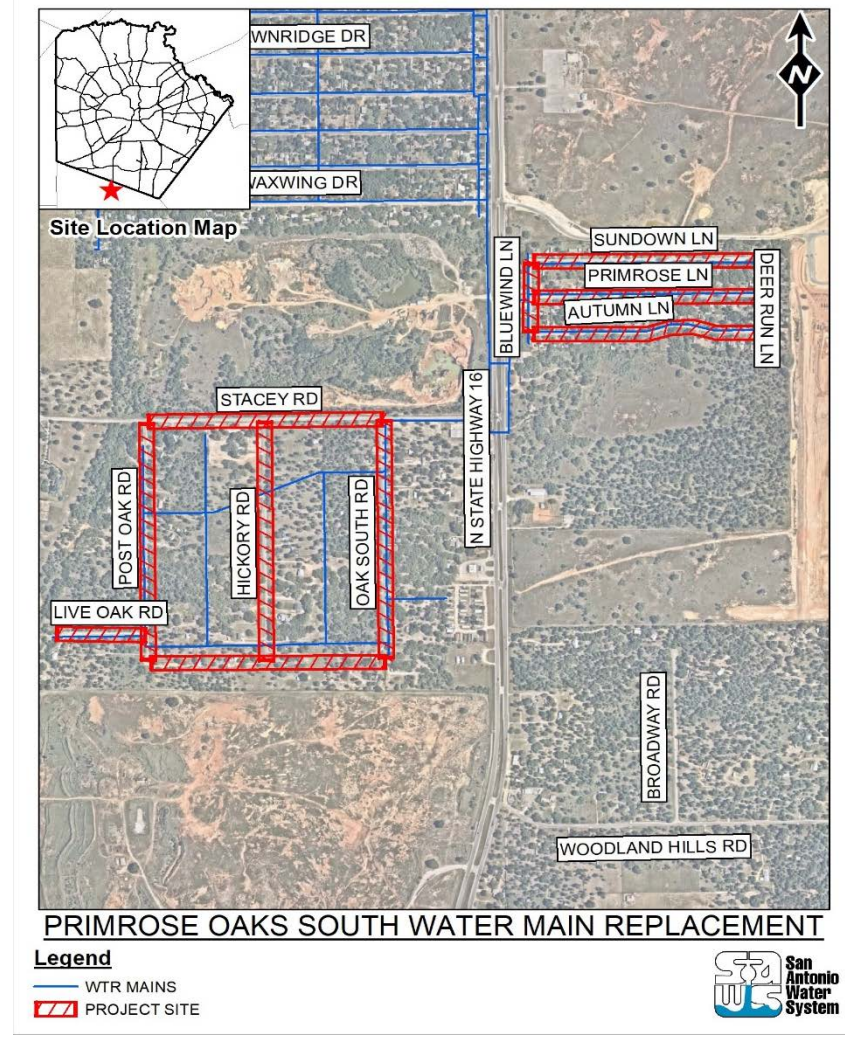 WNRIDGE DR
N
WAXWING DR
Site Location Map
SUNDOWN LN
PRIMROSE LN
AUTUMN LN
BLUEWIND LN
DEER RUN LN
STACEY RD
N STATE HIGHWAY 16
POST OAK RD
HICKORY RD
OAK SOUTH RD
LIVE OAK RD
BROADWAY RD
WOODLAND HILLS RD
PRIMROSE OAKS SOUTH WATER MAIN REPLACEMENT
Legend
WTR MAINS
PROJECT SITE
SAWS
San
Antonio
Water
System